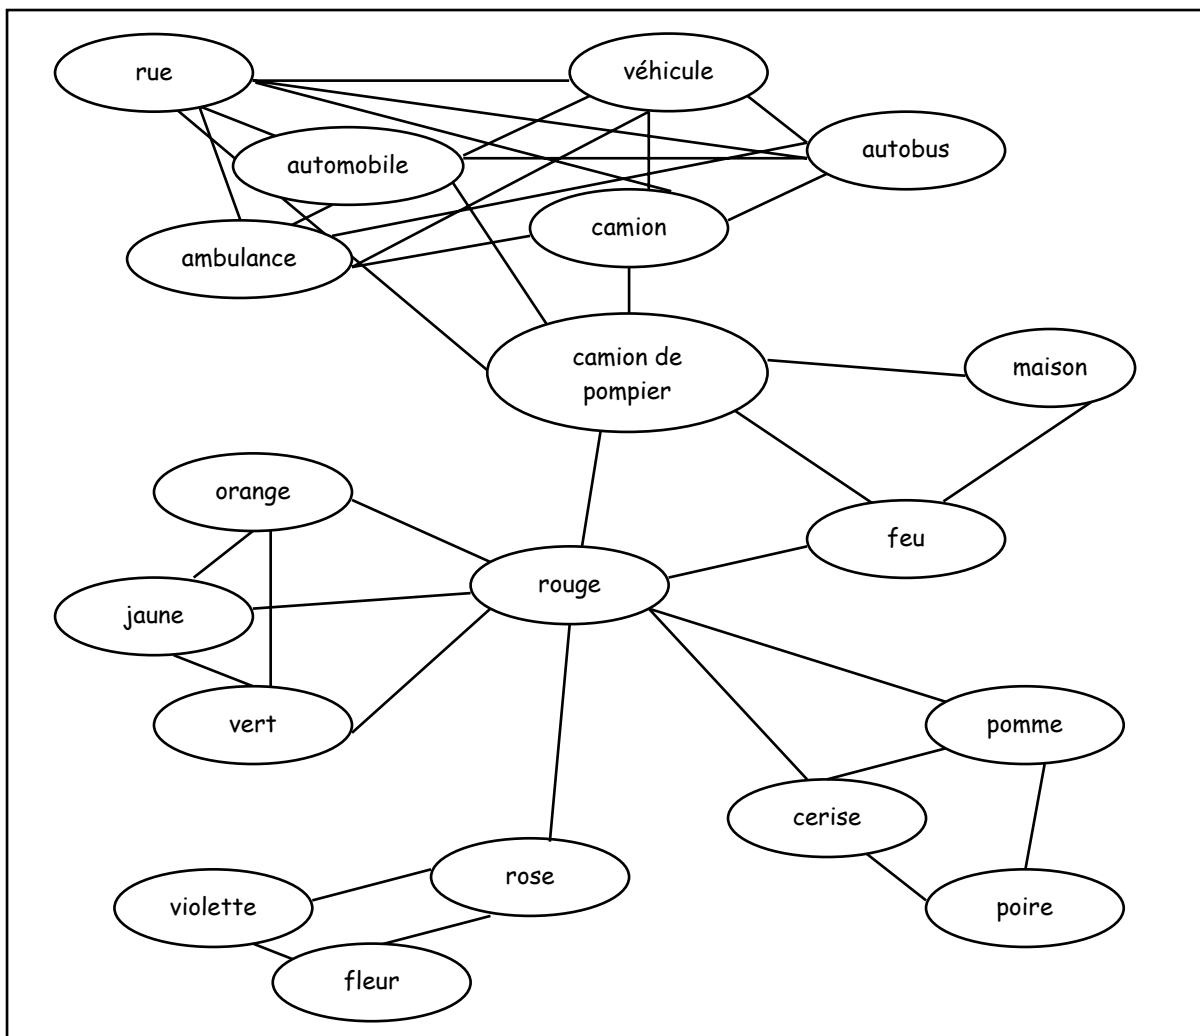 rue
véhicule
autobus
automobile
camion
ambulance
camion de
pompier
maison
orange
feu
rouge
jaune
vert
pomme
cerise
rose
violette
poire
fleur